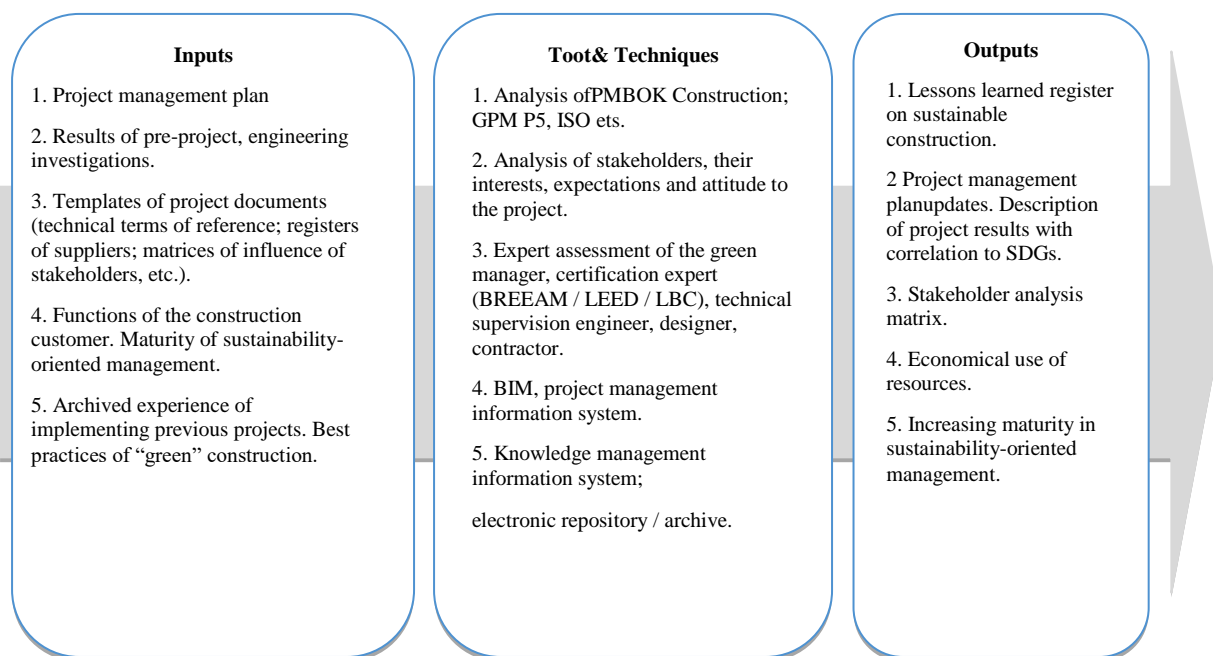 Inputs
1. Project management plan
2. Results of pre-project, engineering
investigations.
3. Templates of project documents
(technical terms of reference; registers
of suppliers; matrices of influence of
stakeholders, etc.).
4. Functions of the construction
customer. Maturity of sustainability-
oriented management.
5. Archived experience of
implementing previous projects. Best
practices of “green” construction.
Toot& Techniques
1. Analysis ofPMBOK Construction;
GPM P5, ISO ets.
2. Analysis of stakeholders, their
interests, expectations and attitude to
the project.
3. Expert assessment of the green
manager, certification expert
(BREEAM / LEED / LBC), technical
supervision engineer, designer,
contractor.
4. BIM, project management
information system.
5. Knowledge management
information system;
electronic repository / archive.
Outputs
1. Lessons learned register
on sustainable
construction.
2 Project management
planupdates. Description
of project results with
correlation to SDGs.
3. Stakeholder analysis
matrix.
4. Economical use of
resources.
5. Increasing maturity in
sustainability-oriented
management.